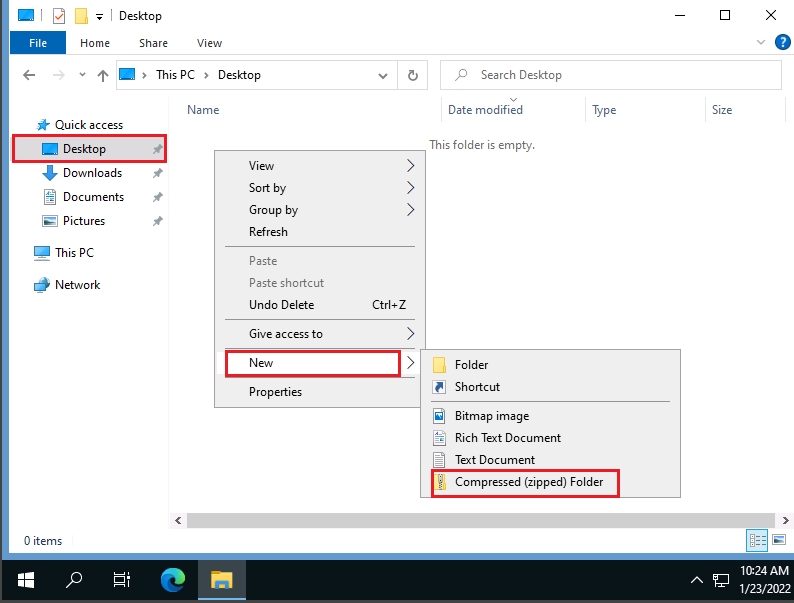 Desktop
File Home Share View
This PC Desktop Search Desktop
Name Date modified Type Size
Quick access
Desktop
Downloads
Documents
Pictures
This PC
Network
This folder is empty.
View
Sort by
Group by
Refresh
Paste
Paste shortcut
Undo Delete Ctrl+Z
Give access to
New
Properties
Folder
Shortcut
Bitmap image
Rich Text Document
Text Document
Compressed (zipped) Folder
0 items
10:24 AM
1/23/2022